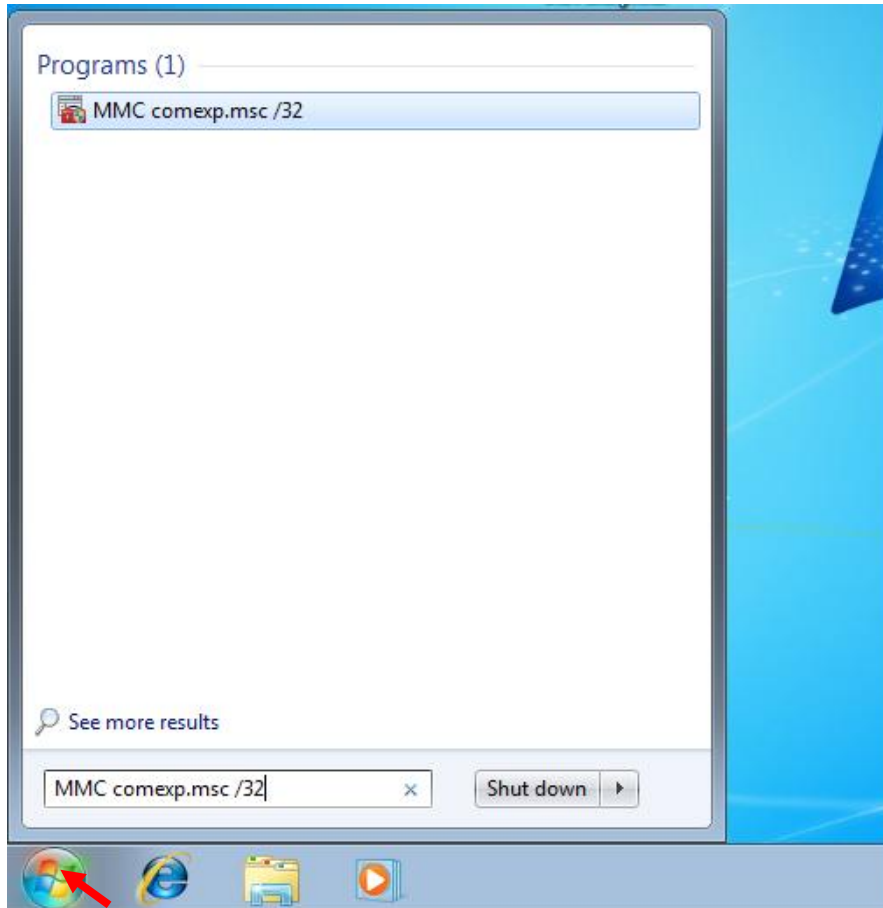 Programs (1)
MMC comexp.msc /32
See more results
MMC comexp.msc /32
Shut down